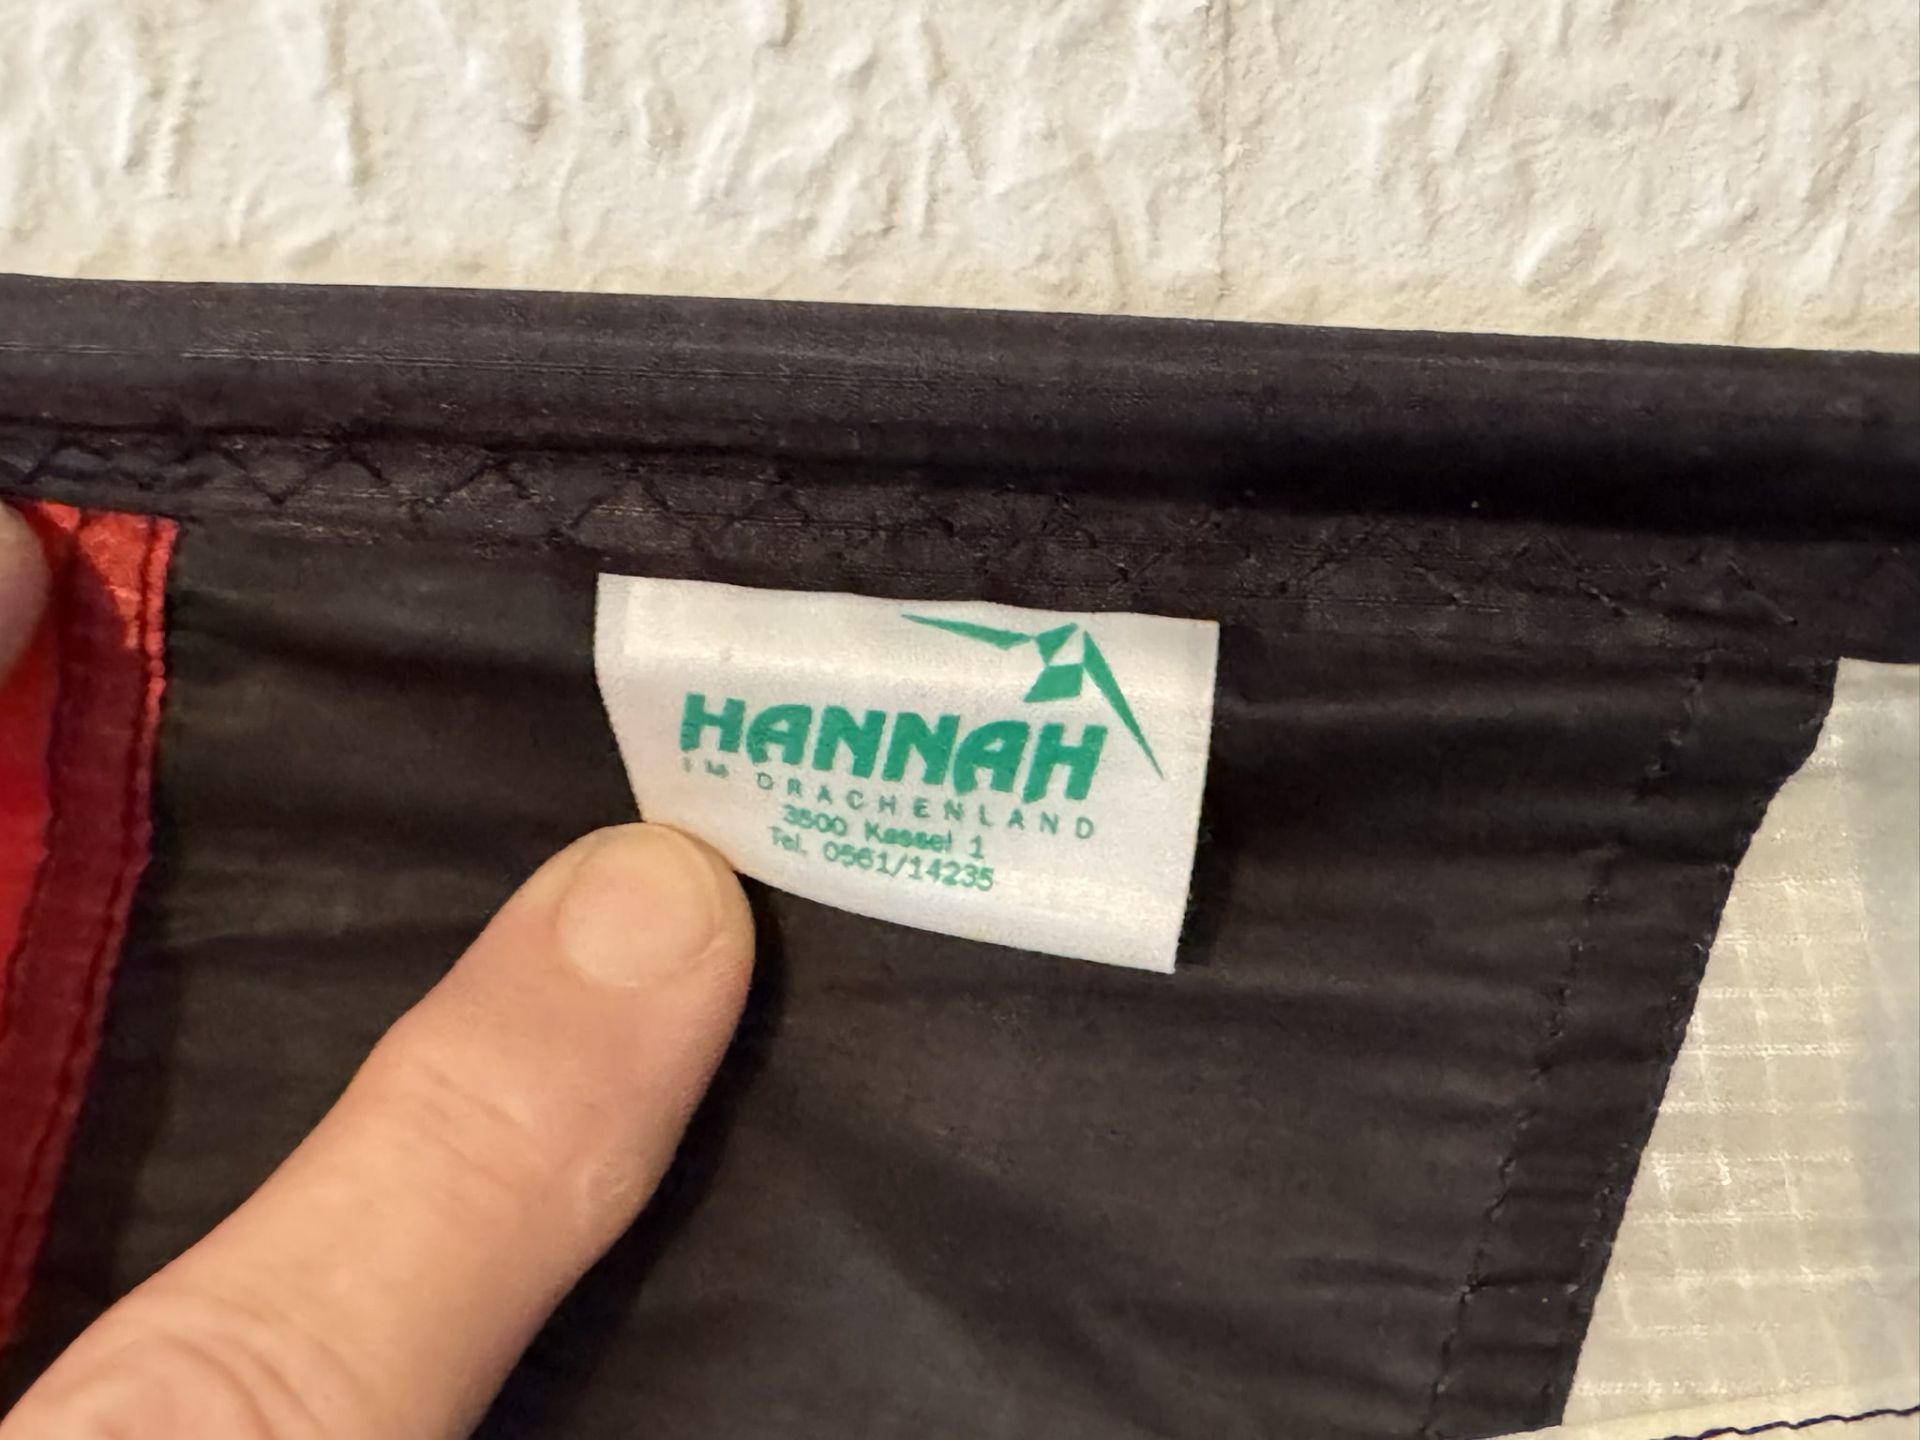 HANNAH
IM DRACHENLAND
3500 Kassel 1
Tel. 0561/14235